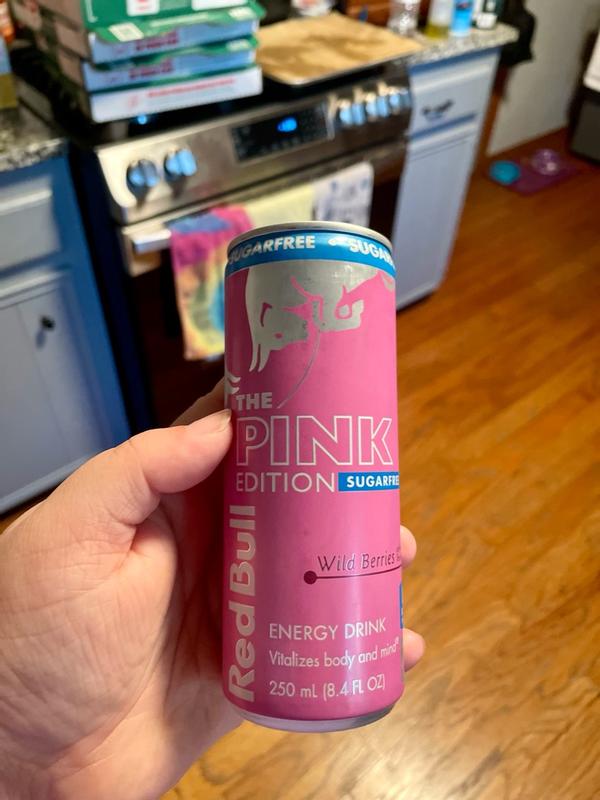 SUGARFREE SUGAR
THE
PINK
EDITION SUGARFREE
Red Bull
Wild Berries
ENERGY DRINK
Vitalizes body and mind®
250 mL (8.4 FL OZ)